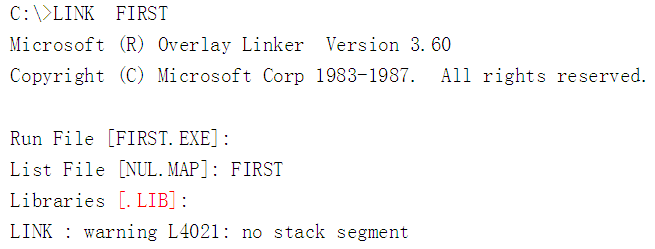 C:\>LINK  FIRST
Microsoft (R) Overlay Linker  Version 3.60
Copyright (C) Microsoft Corp 1983-1987.  All rights reserved.
Run File [FIRST.EXE]:
List File [NUL.MAP]: FIRST
Libraries [.LIB]:
LINK : warning L4021: no stack segment